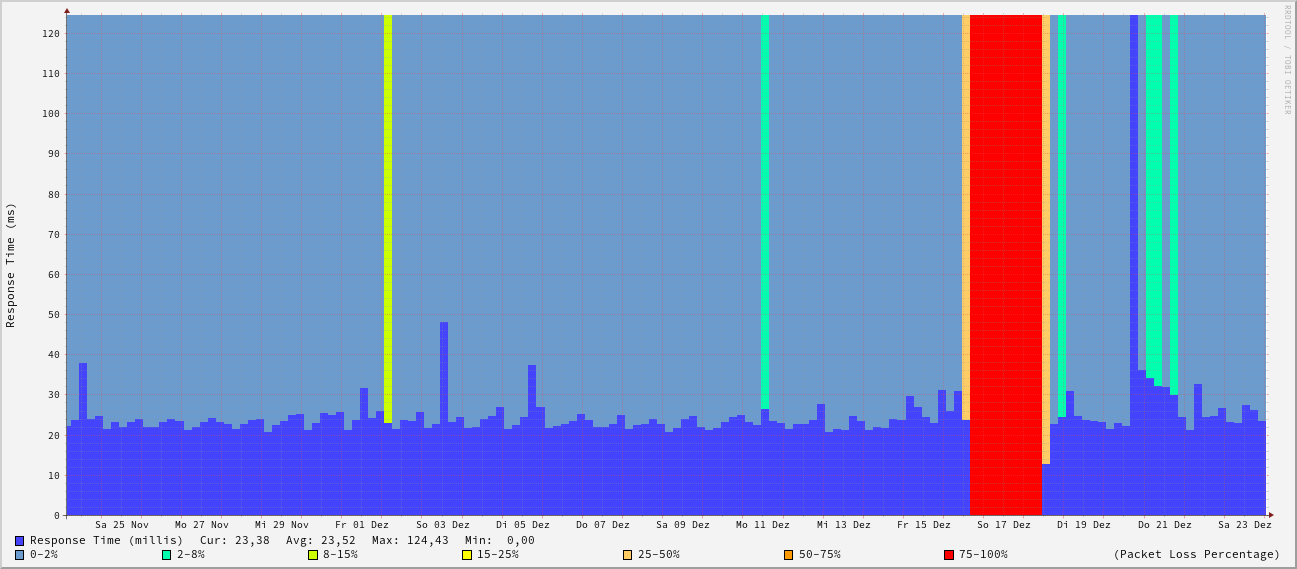 RRDTOOL / TOBI OETIKER
Response Time (ms)
120
110
100
90
80
70
60
50
40
30
20
10
0
Sa 25 Nov Mo 27 Nov Mi 29 Nov Fr 01 Dez So 03 Dez Di 05 Dez Do 07 Dez Sa 09 Dez Mo 11 Dez Mi 13 Dez Fr 15 Dez So 17 Dez Di 19 Dez Do 21 Dez Sa 23 Dez
Response Time (millis) Cur: 23,38 Avg: 23,52 Max: 124,43 Min: 0,00
0-2% 2-8% 8-15% 15-25% 25-50% 50-75% 75-100% (Packet Loss Percentage)